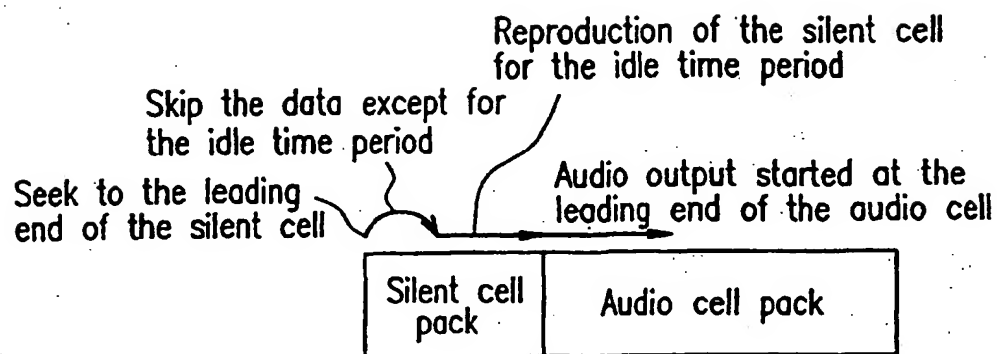 Reproduction of the silent cell
for the idle time period
Skip the data except for
the idle time period
Seek to the leading
end of the silent cell
Audio output started at the
leading end of the audio cell
Silent cell
pack
Audio cell pack